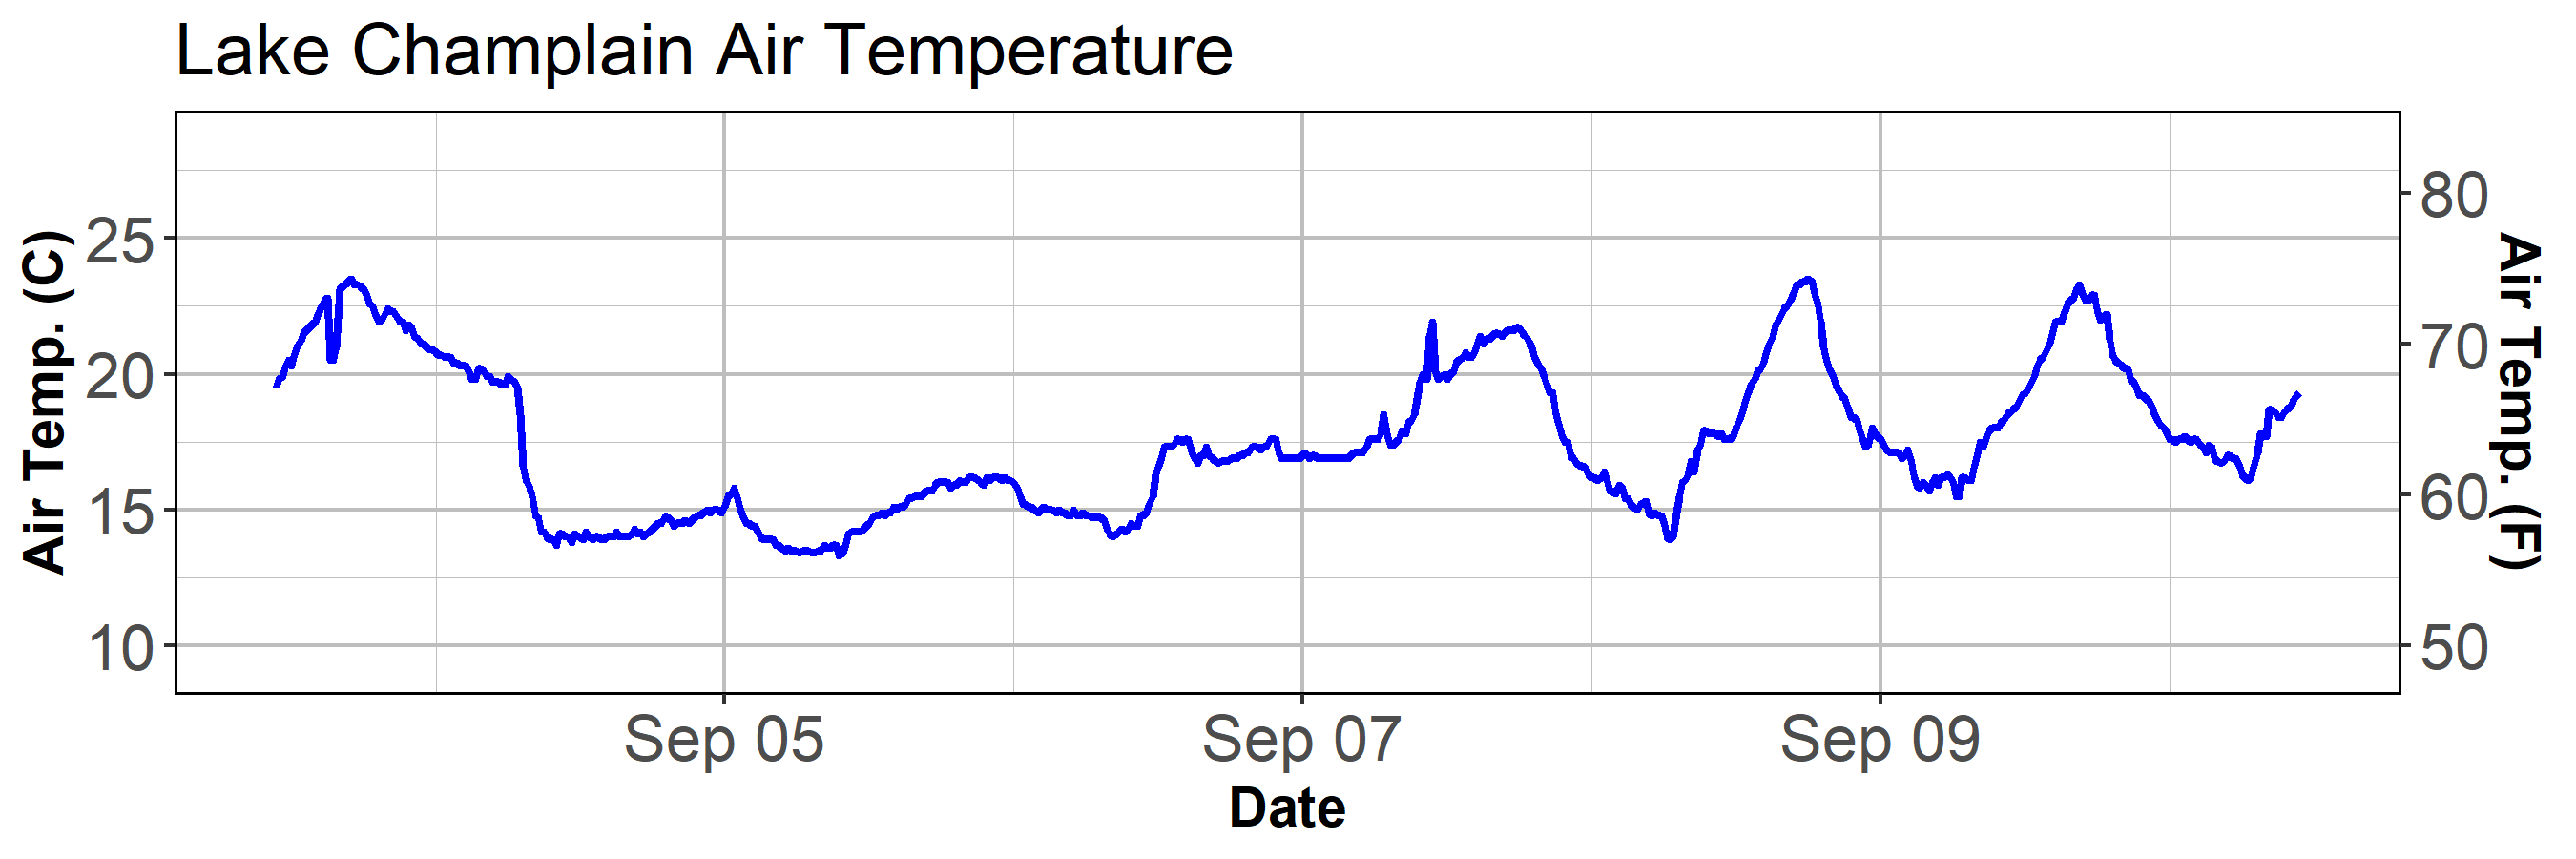 Lake Champlain Air Temperature
Air Temp. (C)
25
20
15
10
80
70
60
50
Air Temp. (F)
Sep 05
Sep 07
Sep 09
Date